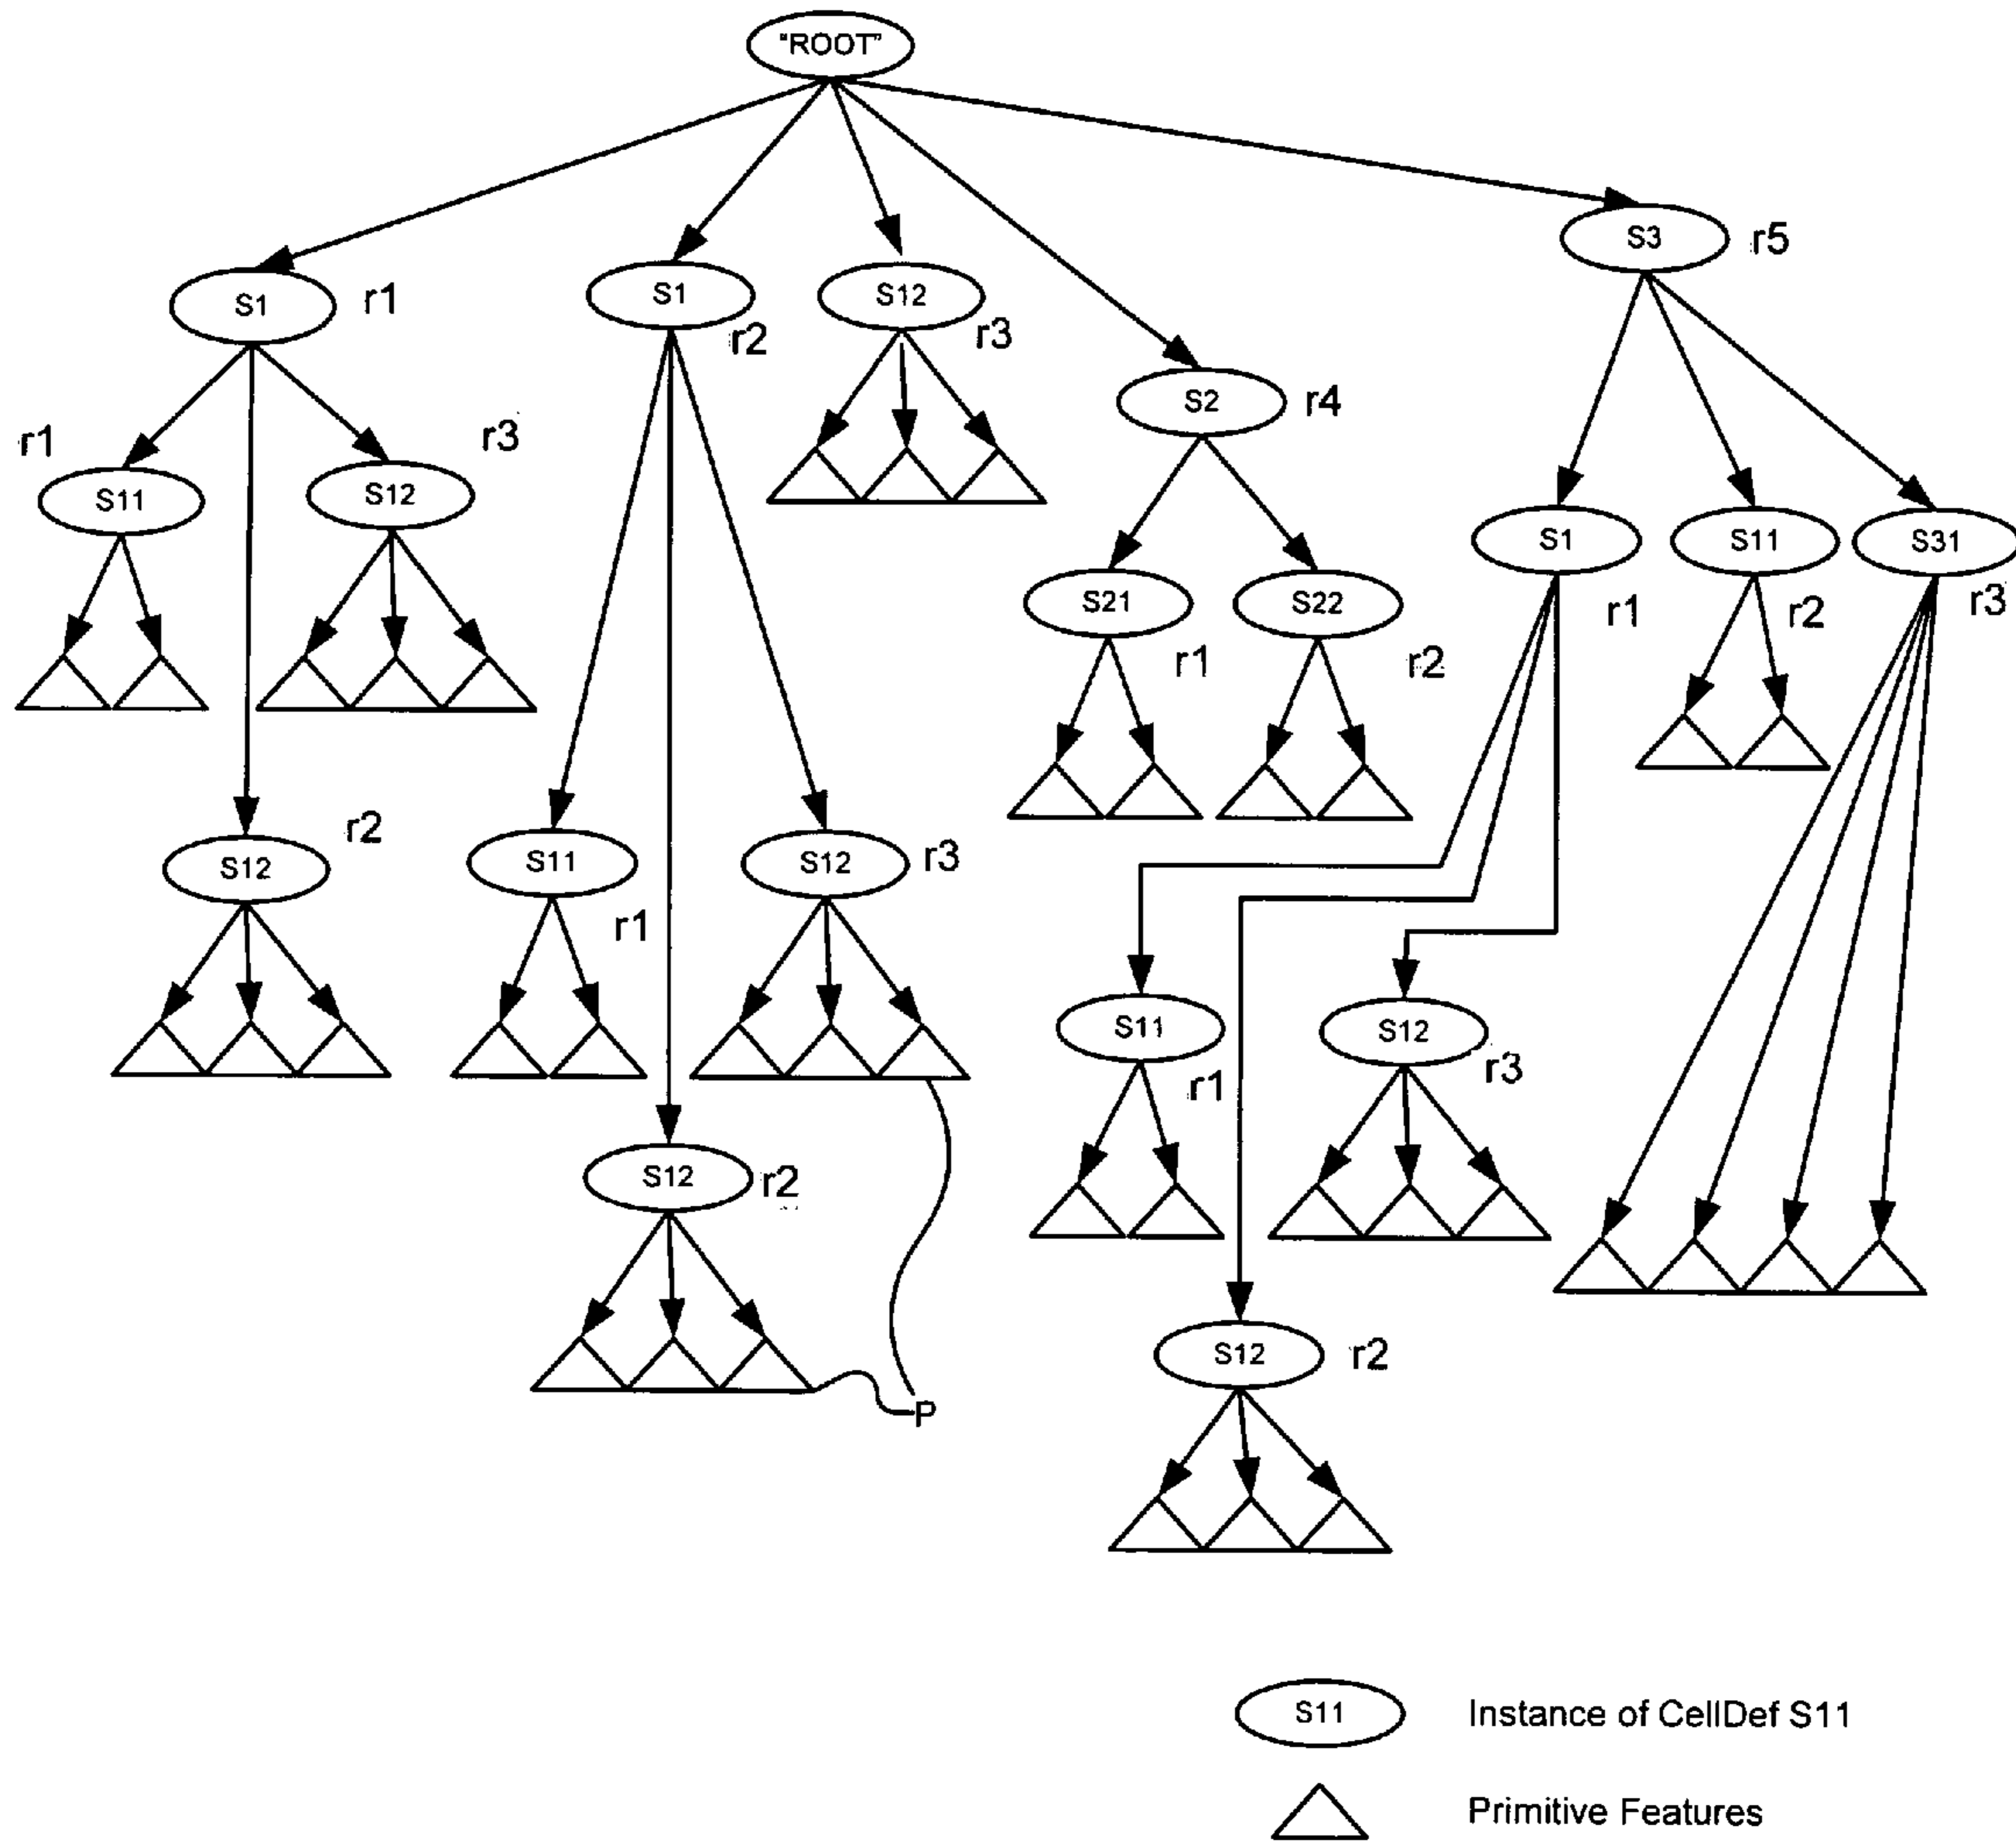 "ROOT"
S3 r5
S1 r1
S1 r2
S12 r3
S2 r4
r1 S11
S12 r3
S1 r1
S11 r2
S31 r3
S21 r1
S22 r2
S12 r2
S11 r1
S12 r3
S11 r1
S12 r3
S12 r2
S12 r2
P
S11 Instance of CellDef S11
Primitive Features